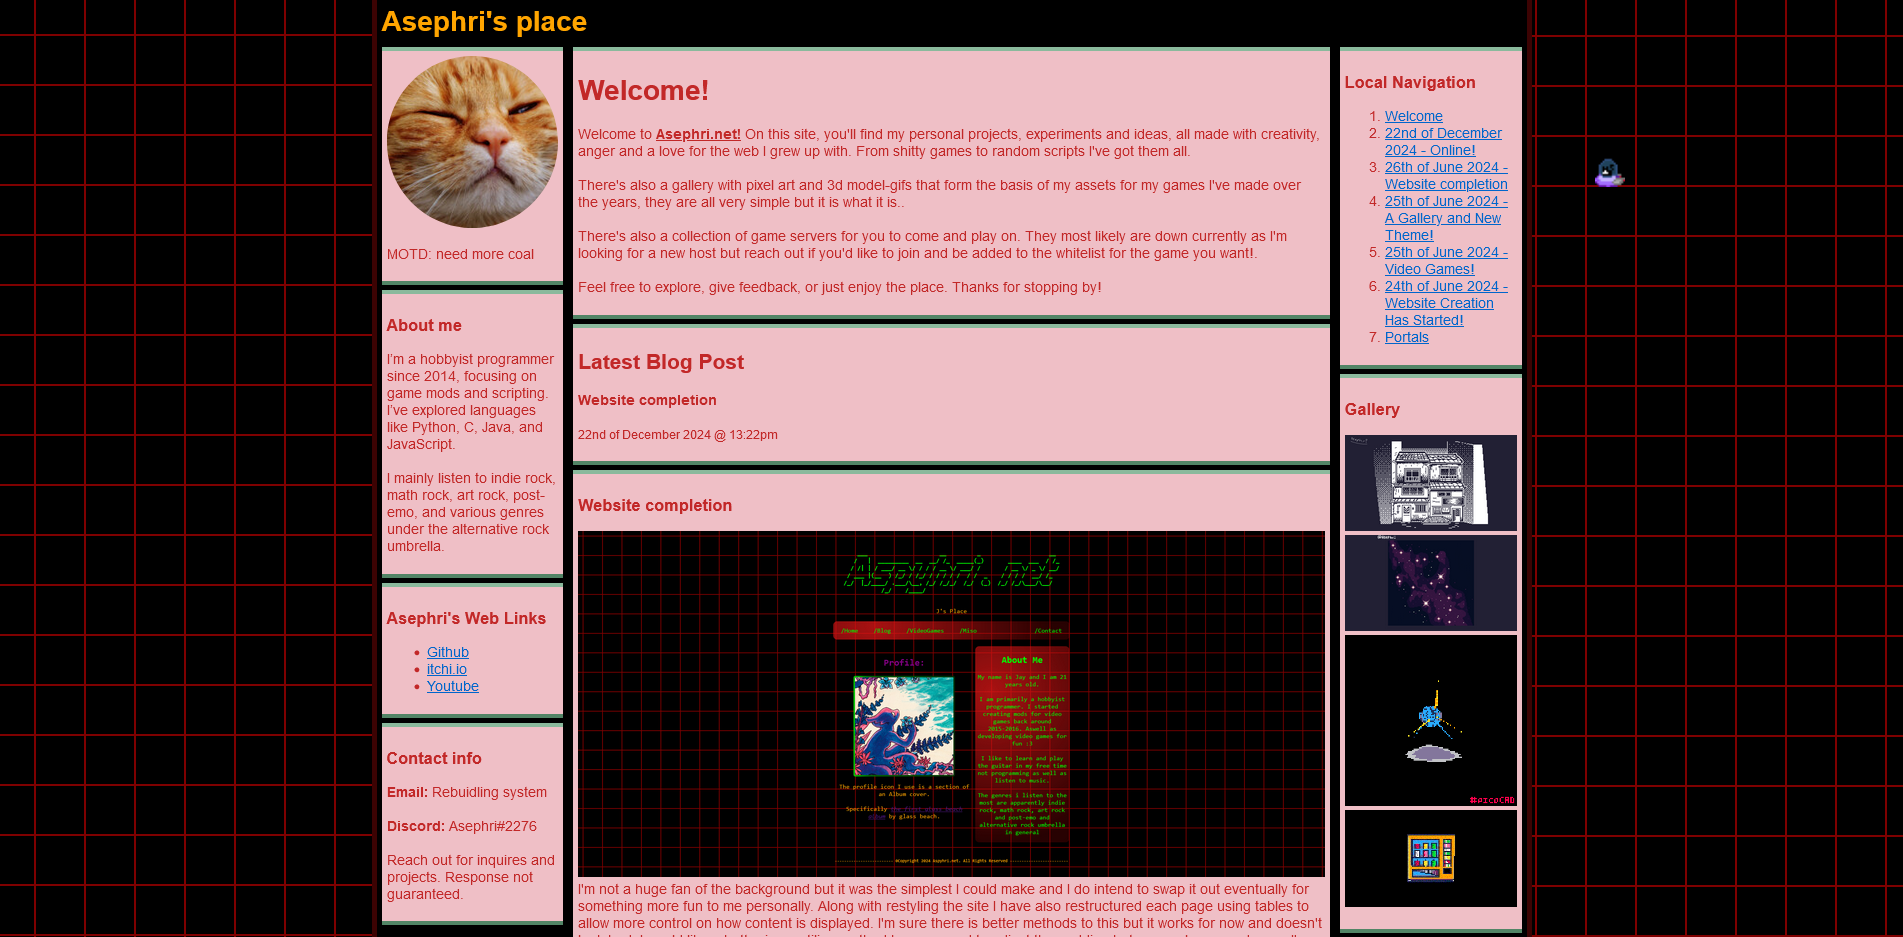 Asephri's place
MOTD: need more coal
About me
I'm a hobbyist programmer
since 2014, focusing on
game mods and scripting.
I've explored languages
like Python, C, Java, and
JavaScript.
I mainly listen to indie rock,
math rock, art rock, post-
emo, and various genres
under the alternative rock
umbrella.
Asephri's Web Links
Github
itchi.io
Youtube
Contact info
Email: Rebuidling system
Discord: Asephri#2276
Reach out for inquires and
projects. Response not
guaranteed.
Welcome!
Welcome to Asephri.net! On this site, you'll find my personal projects, experiments and ideas, all made with creativity,
anger and a love for the web I grew up with. From shitty games to random scripts I've got them all.
There's also a gallery with pixel art and 3d model-gifs that form the basis of my assets for my games I've made over
the years, they are all very simple but it is what it is..
There's also a collection of game servers for you to come and play on. They most likely are down currently as I'm
looking for a new host but reach out if you'd like to join and be added to the whitelist for the game you want!.
Feel free to explore, give feedback, or just enjoy the place. Thanks for stopping by!
Latest Blog Post
Website completion
22nd of December 2024 @ 13:22pm
Website completion
J's Place
/Home /Blog /VideoGames /Misc /Contact
Profile:
The profile icon I use is a section of
an Album cover.
Specifically
by glass beach.
About Me
My name is Jay and I am 21
years old.
I am primarily a hobbyist
programmer. I started
creating mods for video
games back around
2015-2016. Aswell as
developing video games for
fun :3
I like to learn and play
the guitar in my free time
not programming as well as
listen to music.
The genres i listen to the
most are apparently indie
rock, math rock, art rock
and post-emo and
alternative rock umbrella
in general
©Copyright 2024 Aspyhri.net. All Rights Reserved
I'm not a huge fan of the background but it was the simplest I could make and I do intend to swap it out eventually for
something more fun to me personally. Along with restyling the site I have also restructured each page using tables to
allow more control on how content is displayed. I'm sure there is better methods to this but it works for now and doesn't
Local Navigation
1. Welcome
2. 22nd of December
2024 - Online!
3. 26th of June 2024 -
Website completion
4. 25th of June 2024 -
A Gallery and New
Theme!
5. 25th of June 2024 -
Video Games!
6. 24th of June 2024 -
Website Creation
Has Started!
7. Portals
Gallery
#picoCAD